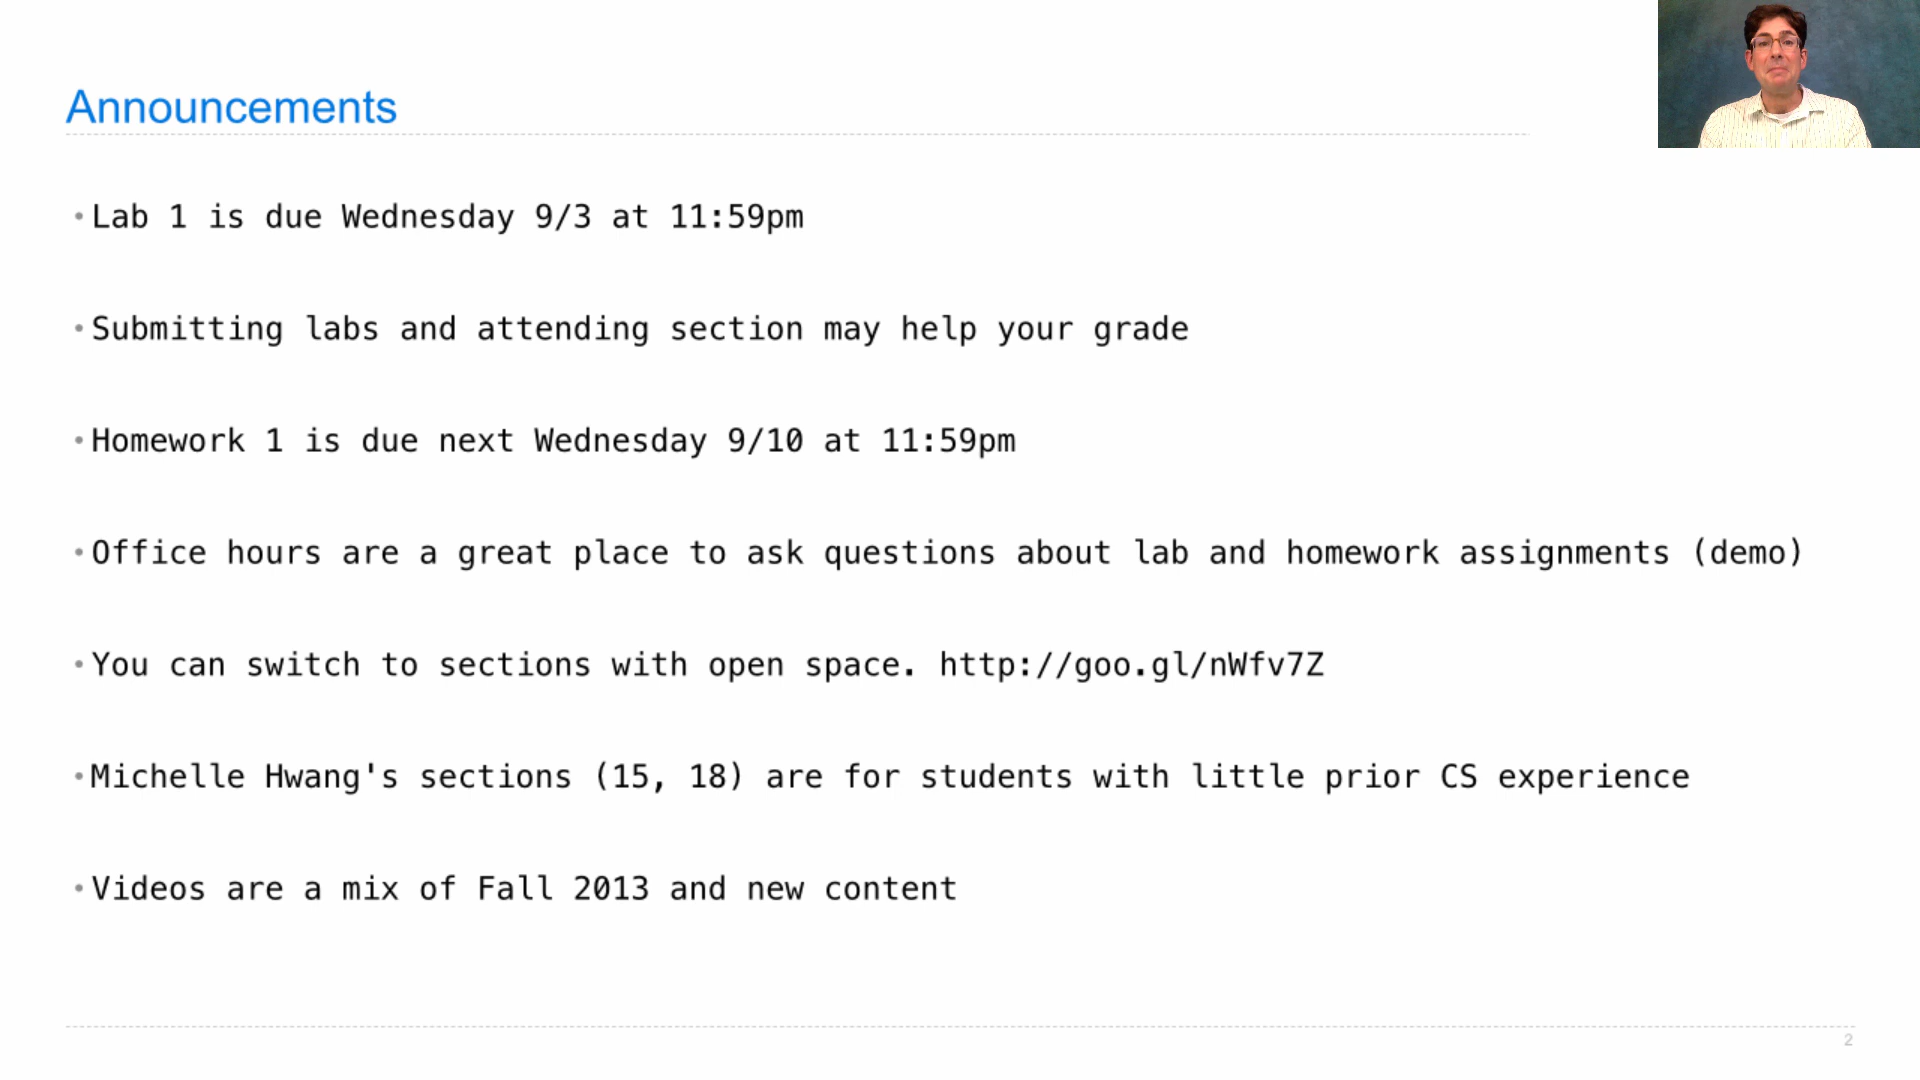 Announcements
•Lab 1 is due Wednesday 9/3 at 11:59pm
•Submitting labs and attending section may help your grade
•Homework 1 is due next Wednesday 9/10 at 11:59pm
•Office hours are a great place to ask questions about lab and homework assignments (demo)
•You can switch to sections with open space. http://goo.gl/nWfv7Z
•Michelle Hwang's sections (15, 18) are for students with little prior CS experience
•Videos are a mix of Fall 2013 and new content
2